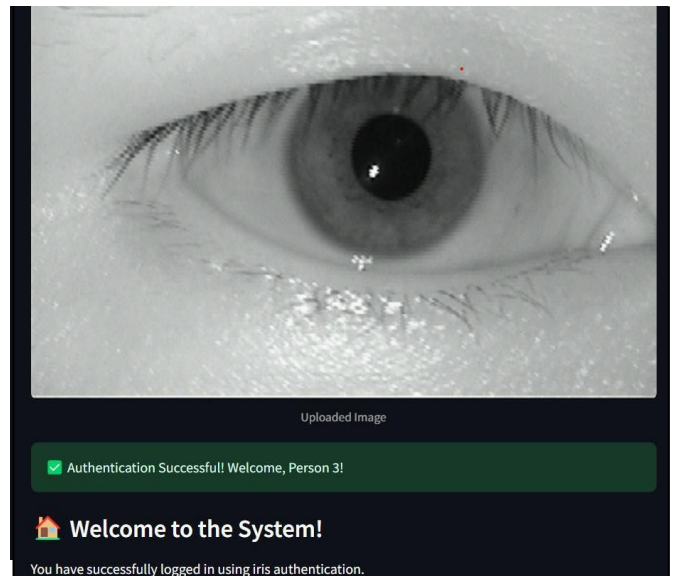 Uploaded Image
✅ Authentication Successful! Welcome, Person 3!
🏠 Welcome to the System!
You have successfully logged in using iris authentication.